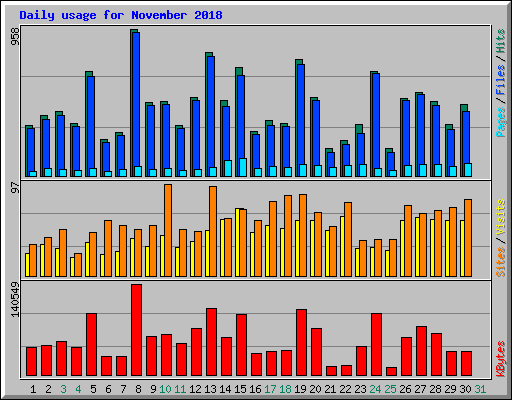 Daily usage for November 2018
958
Pages / Files / Hits
97
Sites / Visits
140549
KBytes
1 2 3 4 5 6 7 8 9 10 11 12 13 14 15 16 17 18 19 20 21 22 23 24 25 26 27 28 29 30 31